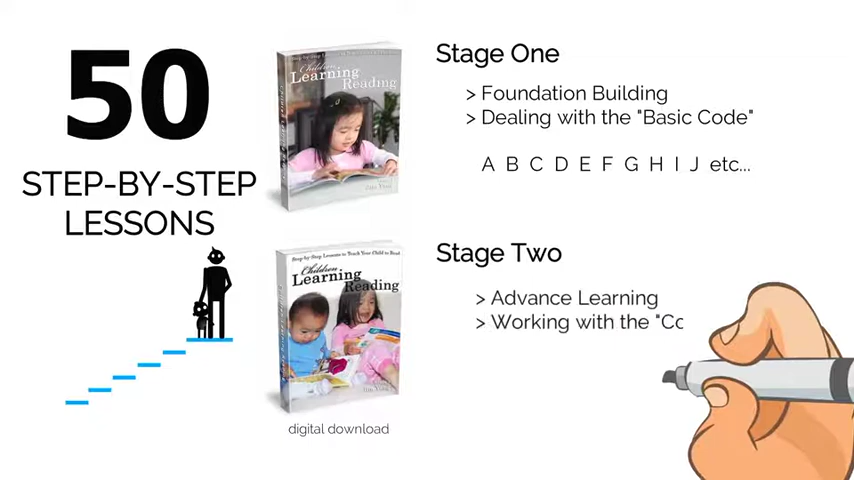 50
STEP-BY-STEP
LESSONS
Children
Learning
Reading
Step-by-Step Lessons to Teach Your Child to Read
Children
Learning
Reading
digital download
Stage One
> Foundation Building
> Dealing with the "Basic Code"
A B C D E F G H I J etc...
Stage Two
> Advance Learning
> Working with the "Co